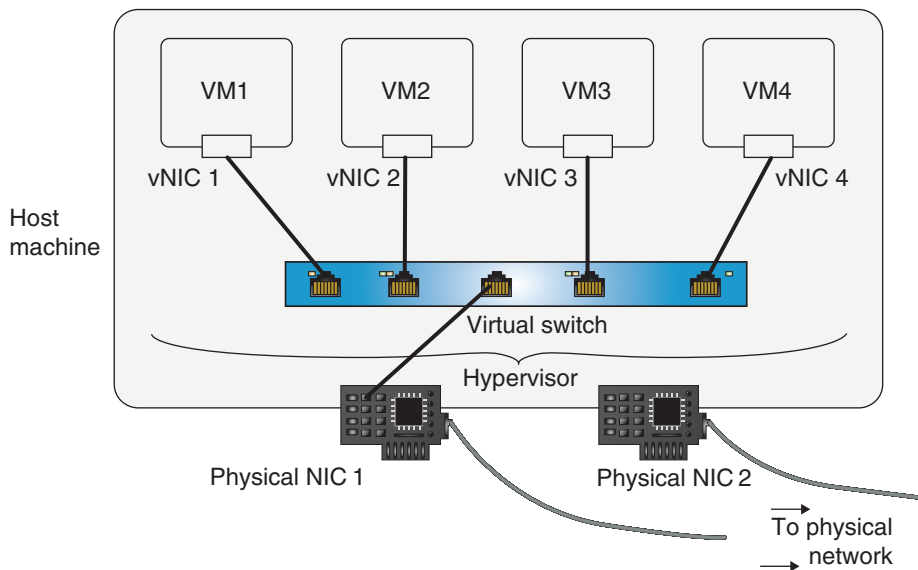 VM1
VM2
VM3
VM4
vNIC 1
vNIC 2
vNIC 3
vNIC 4
Host
machine
Virtual switch
Hypervisor
Physical NIC 1
Physical NIC 2
To physical
network